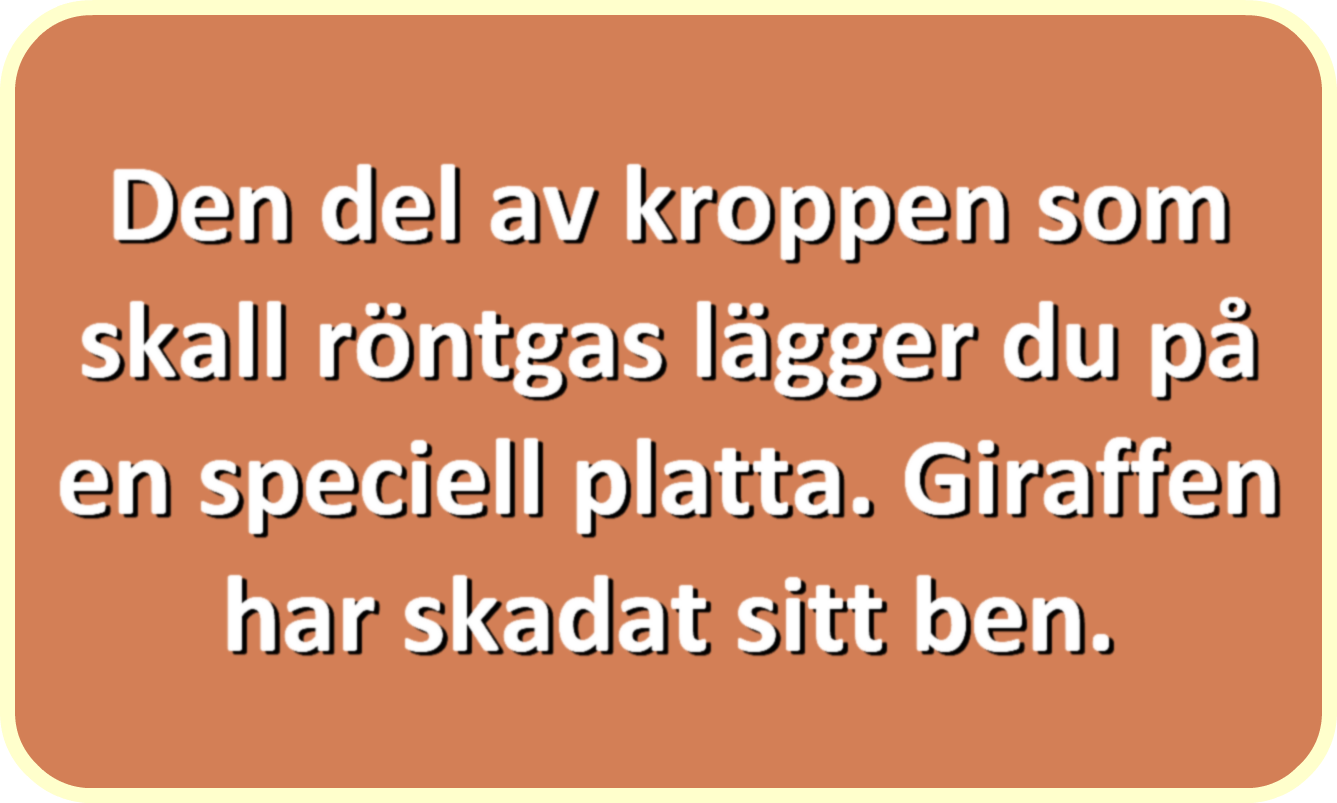 Den del av kroppen som
skall röntgas lägger du på
en speciell platta. Giraffen
har skadat sitt ben.